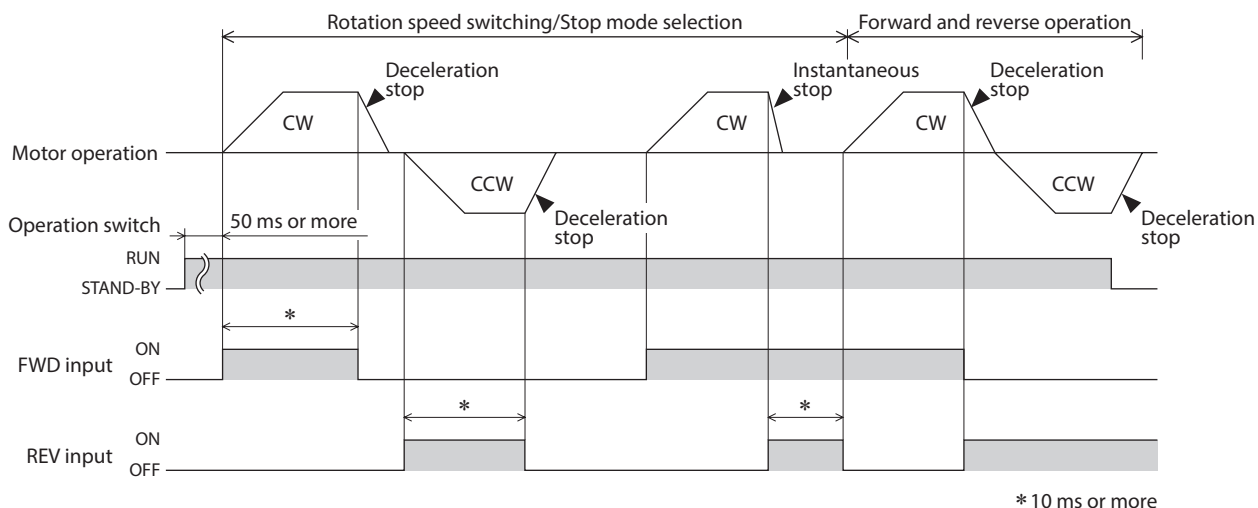 Rotation speed switching/Stop mode selection
Forward and reverse operation
Deceleration
stop
Instantaneous
stop
Deceleration
stop
CW
CW
CW
Motor operation
CCW
CCW
Deceleration
stop
Deceleration
stop
Operation switch
50 ms or more
RUN
STAND-BY
*
FWD input
ON
OFF
*
*
REV input
ON
OFF
* 10 ms or more